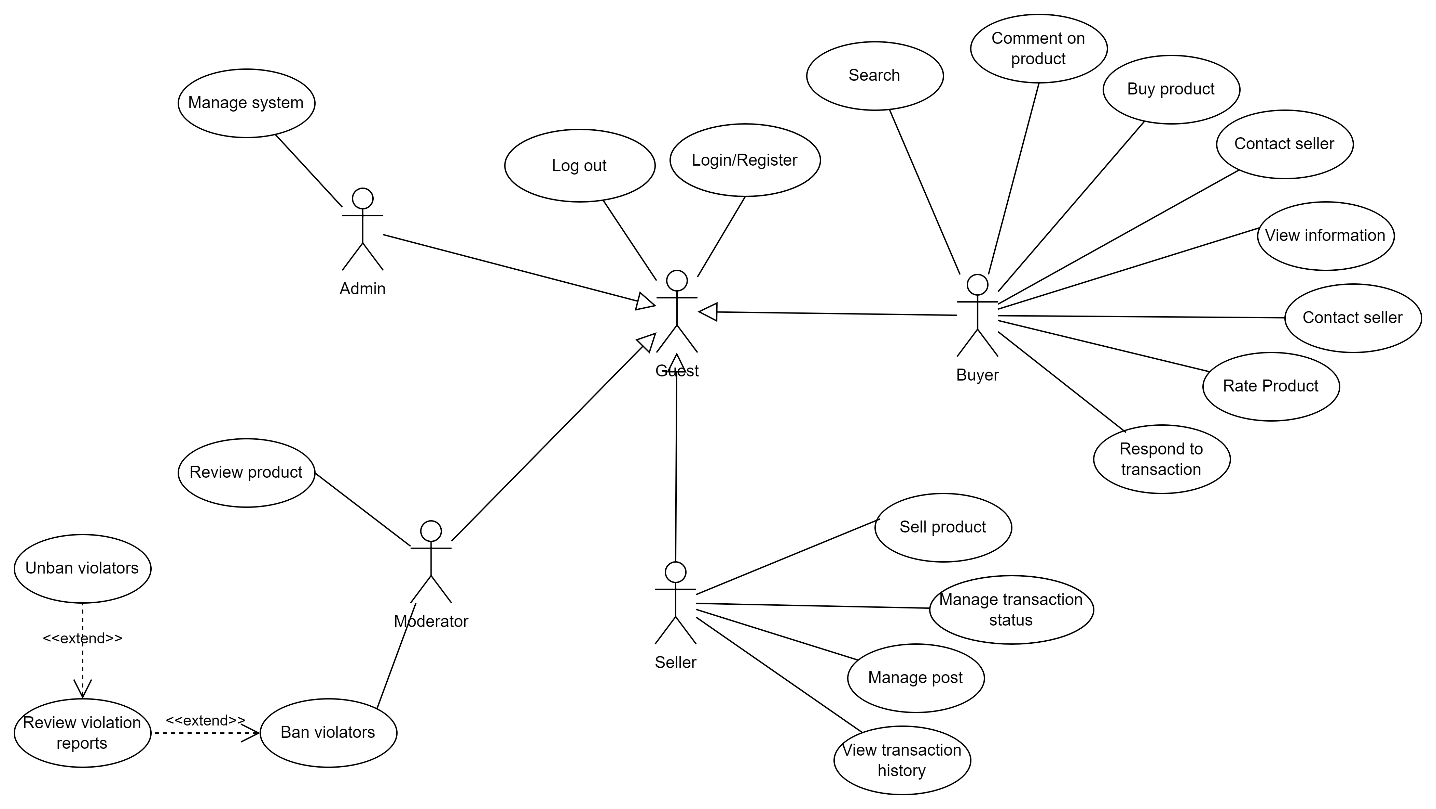 Comment on
product
Search
Buy product
Manage system
Contact seller
Log out
Login/Register
View information
Admin
Contact seller
Guest
Buyer
Rate Product
Respond to
transaction
Review product
Sell product
Unban violators
Manage transaction
status
Moderator
<<extend>>
Seller
Manage post
Review violation
reports
<<extend>>
Ban violators
View transaction
history